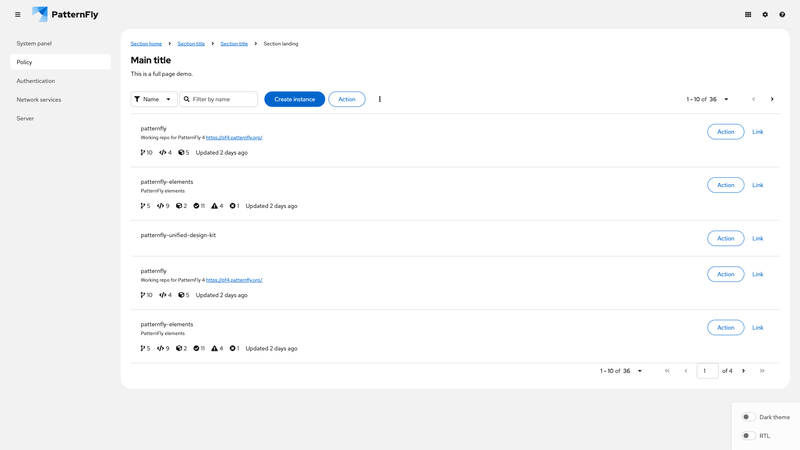 PatternFly
System panel
Policy
Authentication
Network services
Server
Section home Section title Section title Section landing
Main title
This is a full page demo.
Name Filter by name Create instance Action 1 - 10 of 36
patternfly
Working repo for PatternFly 4 https://pf4.patternfly.org/
10 4 5 Updated 2 days ago
Action Link
patternfly-elements
PatternFly elements
5 9 2 11 4 1 Updated 2 days ago
Action Link
patternfly-unified-design-kit
Action Link
patternfly
Working repo for PatternFly 4 https://pf4.patternfly.org/
10 4 5 Updated 2 days ago
Action Link
patternfly-elements
PatternFly elements
5 9 2 11 4 1 Updated 2 days ago
Action Link
1 - 10 of 36 1 of 4
Dark theme
RTL